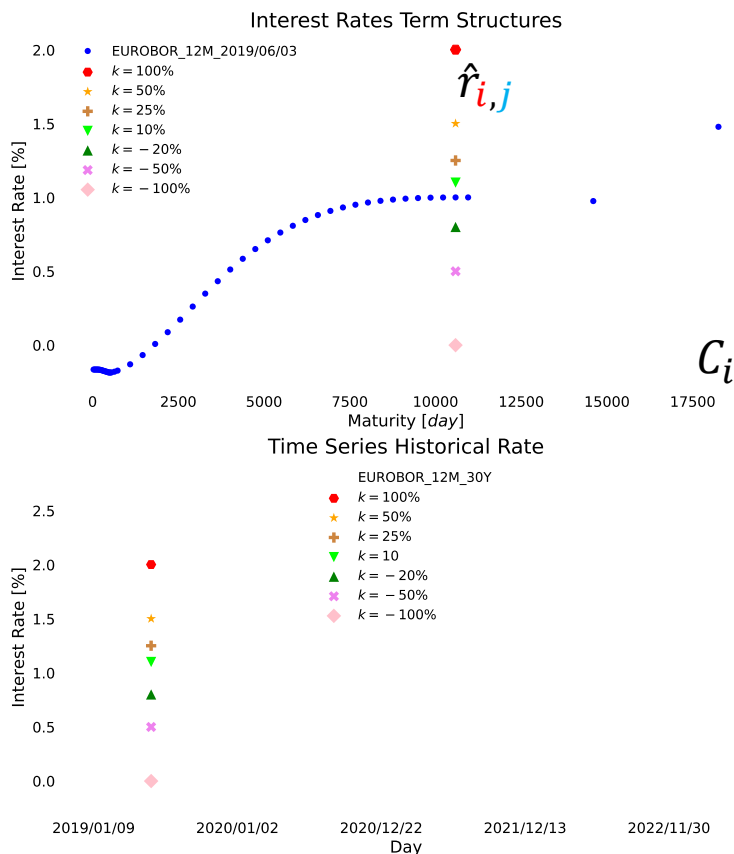 Interest Rates Term Structures
EUROBOR_12M_2019/06/03
k = 100%
k = 50%
k = 25%
k = 10%
k = −20%
k = −50%
k = −100%
r̂i,j
Ci
Interest Rate [%]
2.0
1.5
1.0
0.5
0.0
0 2500 5000 7500 10000 12500 15000 17500
Maturity [day]
Time Series Historical Rate
EUROBOR_12M_30Y
k = 100%
k = 50%
k = 25%
k = 10
k = −20%
k = −50%
k = −100%
Interest Rate [%]
2.5
2.0
1.5
1.0
0.5
0.0
2019/01/09 2020/01/02 2020/12/22 2021/12/13 2022/11/30
Day